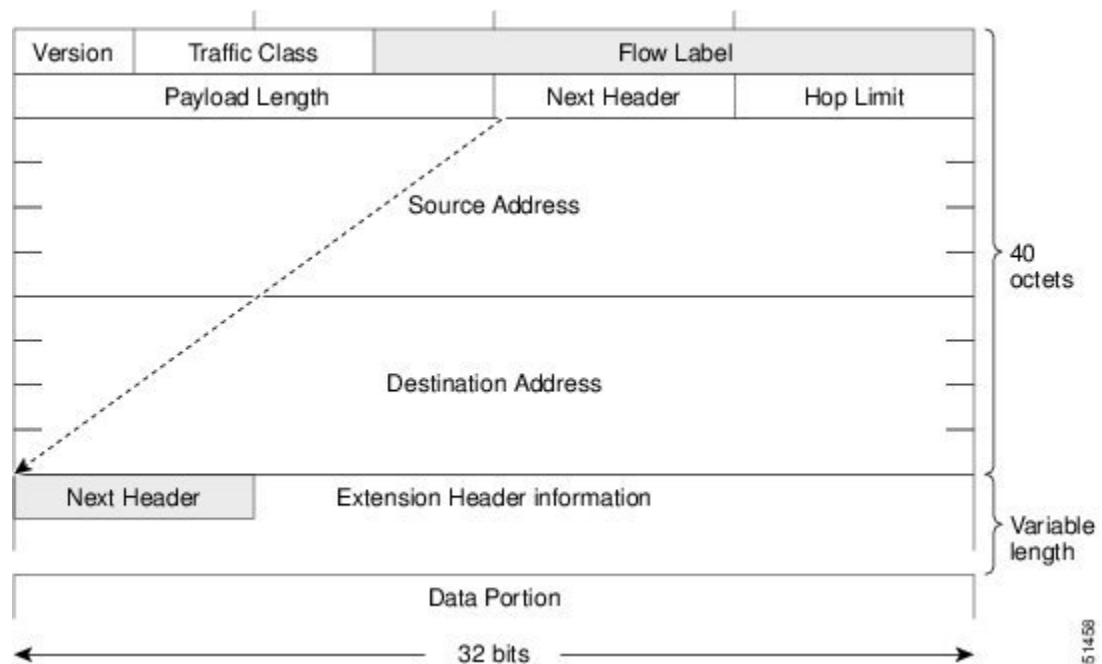 Version Traffic Class Flow Label
Payload Length Next Header Hop Limit
Source Address
40
octets
Destination Address
Next Header Extension Header information
Variable
length
Data Portion
32 bits
51458